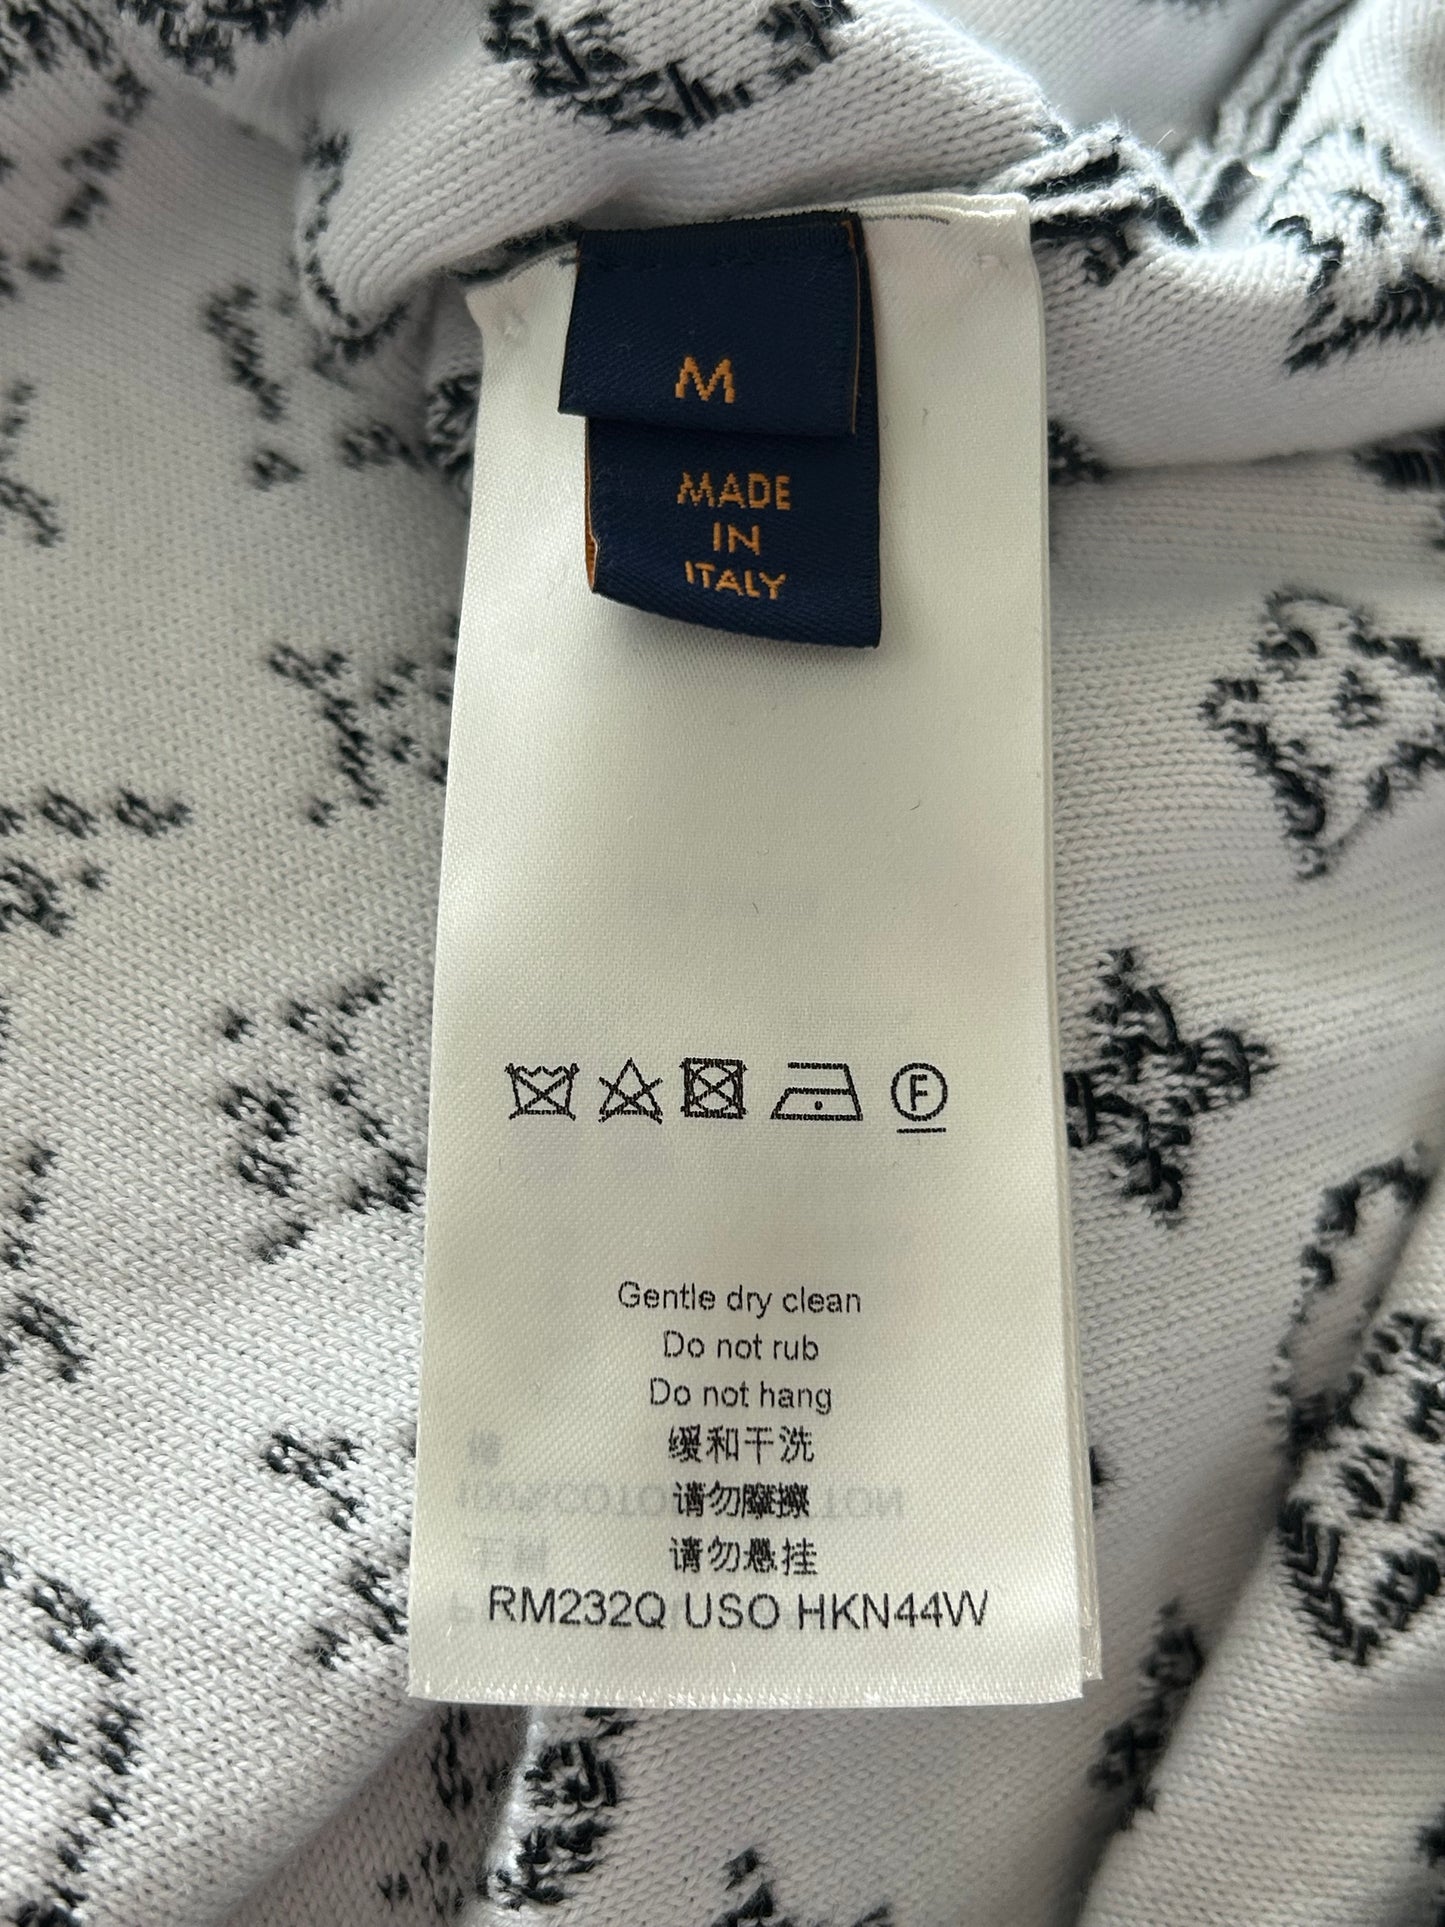 M
MADE
IN
ITALY
F
Gentle dry clean
Do not rub
Do not hang
缓和干洗
请勿摩擦
请勿悬挂
RM232Q USO HKN44W